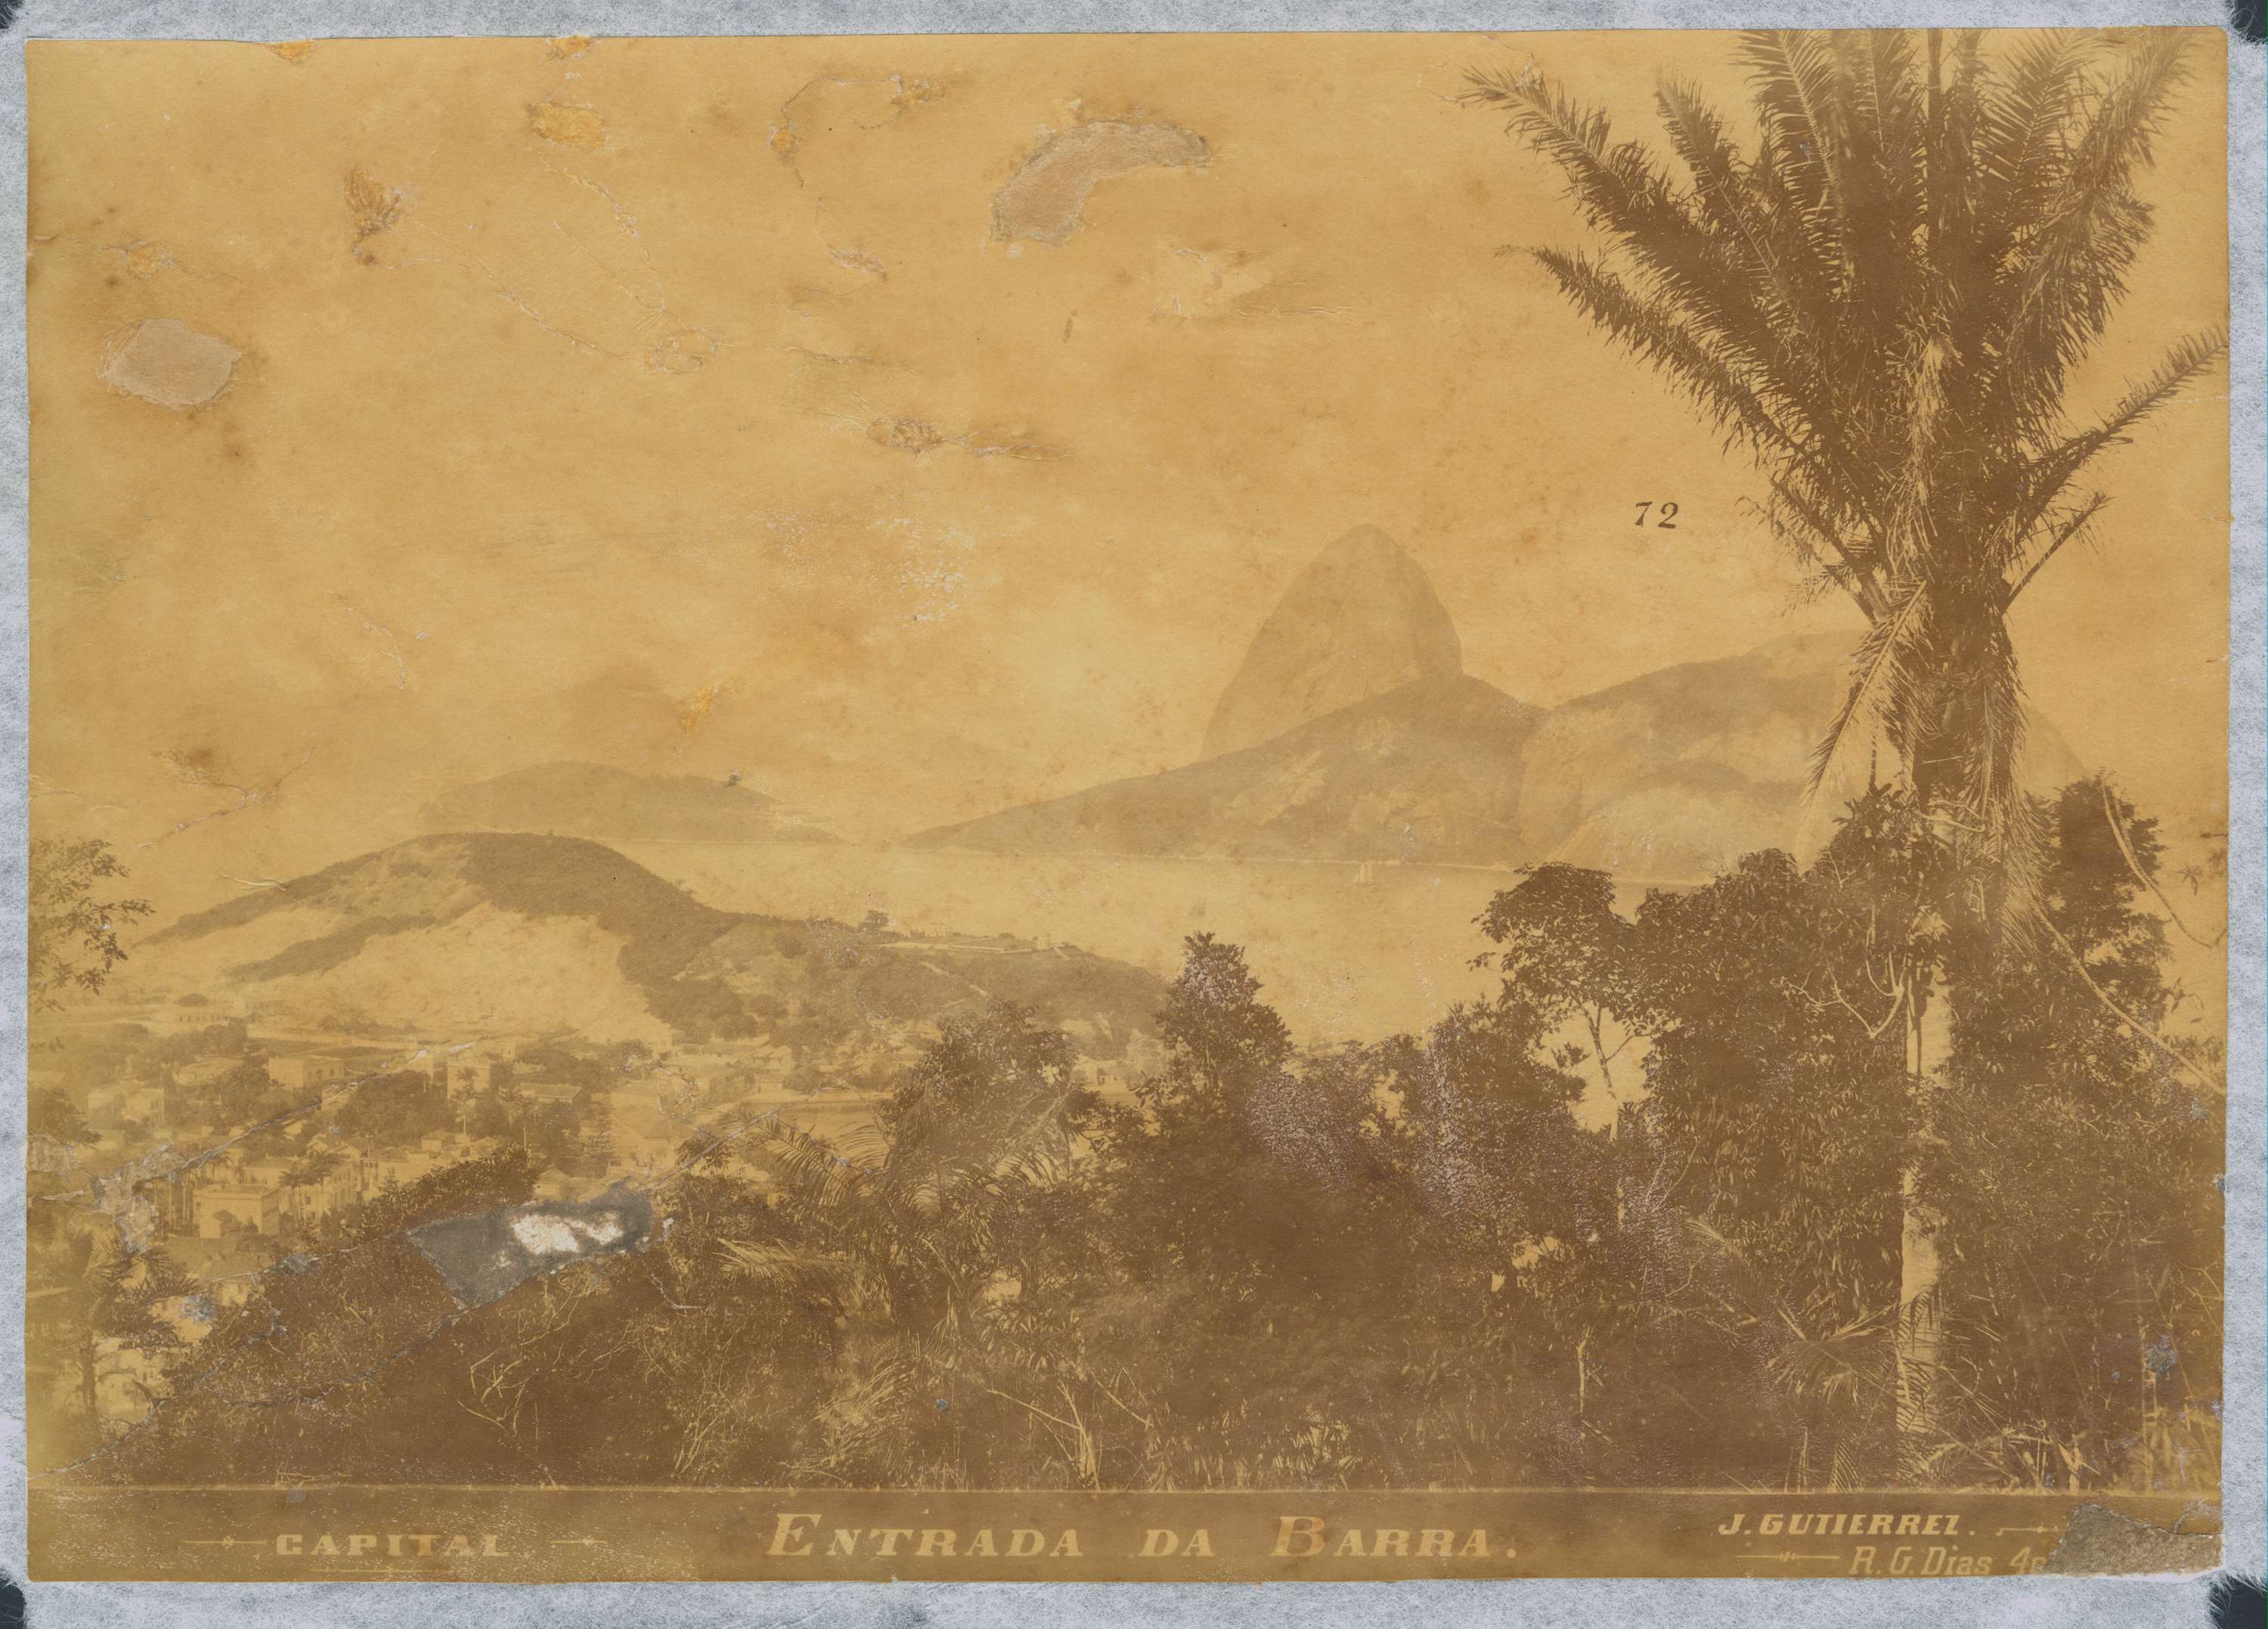 72
CAPITAL
ENTRADA DA BARRA.
J. GUTIERREZ.
R. G. Dias